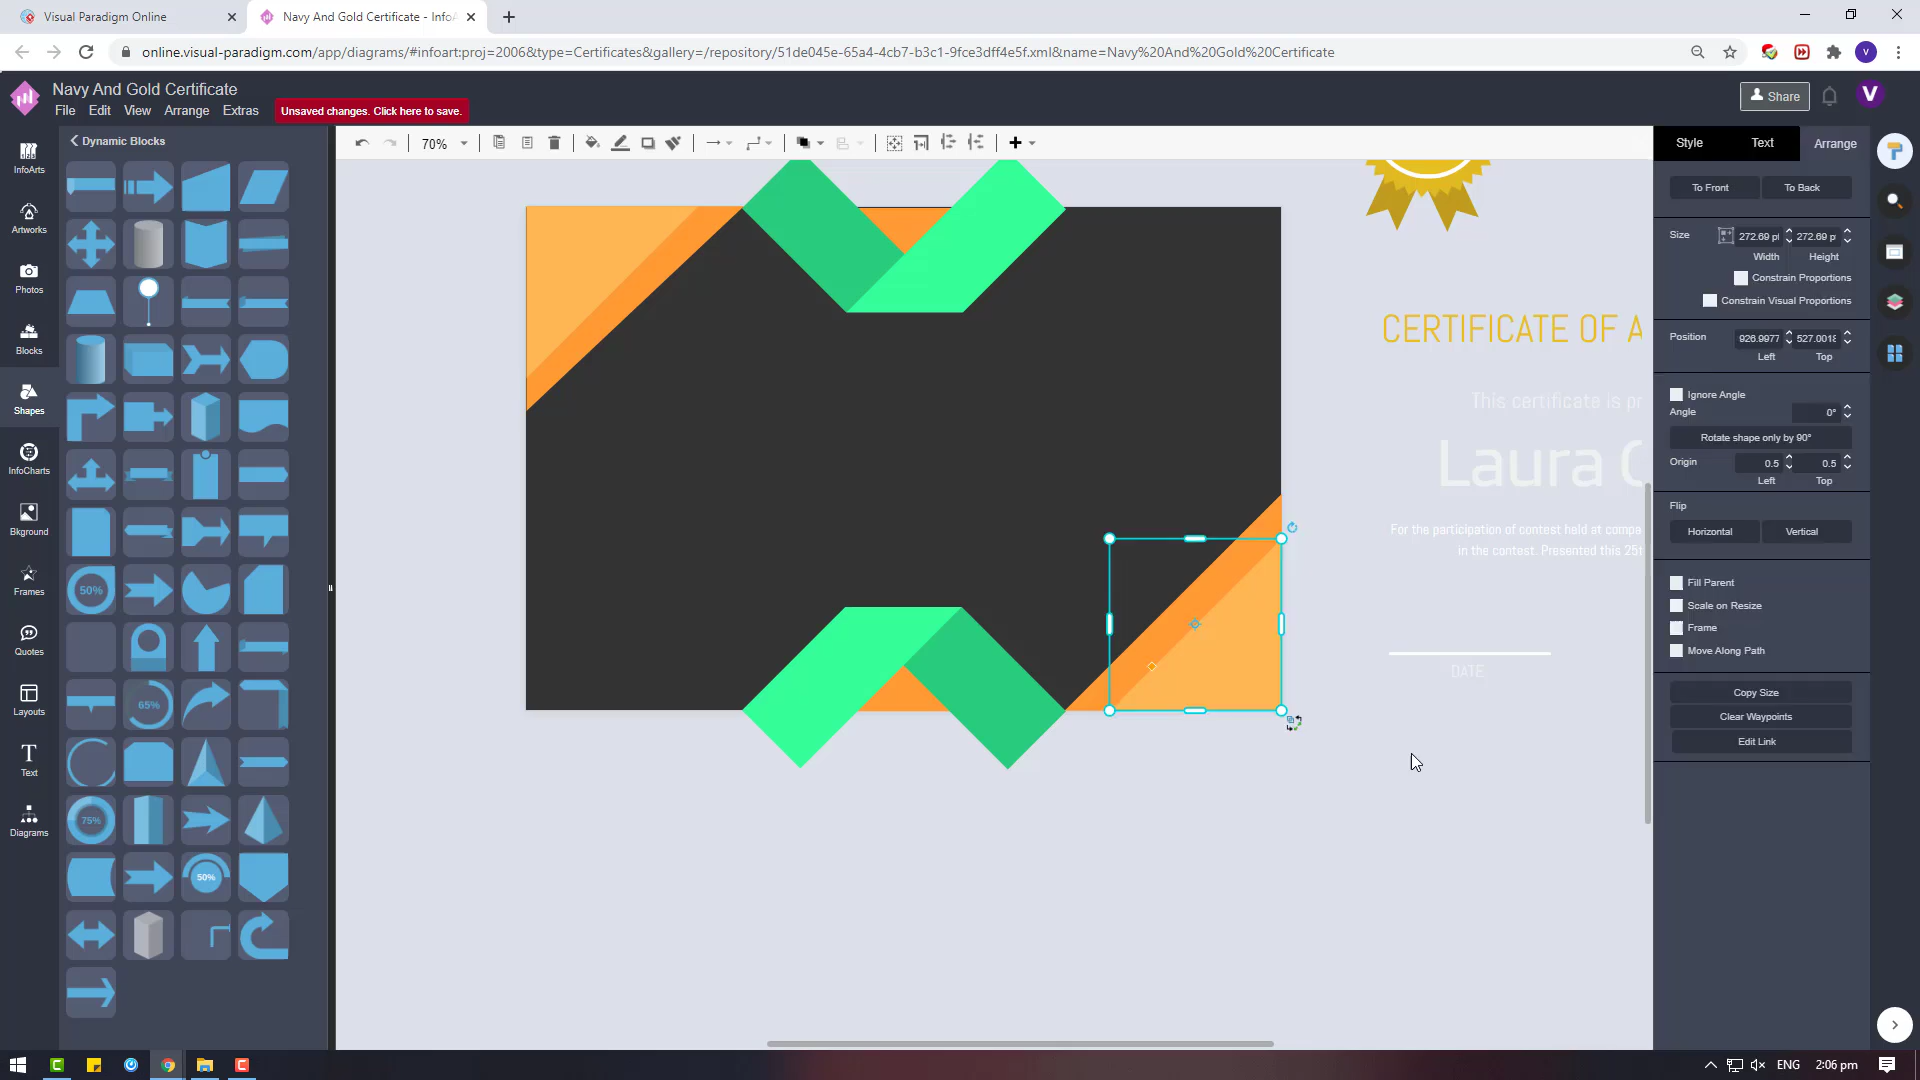 Visual Paradigm Online
Navy And Gold Certificate - InfoA
online.visual-paradigm.com/app/diagrams/#infoart:proj=2006&type=Certificates&gallery=/repository/51de045e-65a4-4cb7-b3c1-9fce3dff4e5f.xml&name=Navy%20And%20Gold%20Certificate
V
Navy And Gold Certificate
File Edit View Arrange Extras
Unsaved changes. Click here to save.
Share
V
InfoArts
Artworks
Photos
Blocks
Shapes
InfoCharts
Bkground
Frames
Quotes
Layouts
Text
Diagrams
Dynamic Blocks
50%
65%
75%
50%
70%
CERTIFICATE OF A
This certificate is pr
Laura
For the participation of contest held at compa
in the contest. Presented this 25t
DATE
Style Text Arrange
To Front To Back
Size 272.69 p 272.69 p
Width Height
Constrain Proportions
Constrain Visual Proportions
Position 926.9977 527.0018
Left Top
Ignore Angle
Angle 0°
Rotate shape only by 90°
Origin 0.5 0.5
Left Top
Flip
Horizontal Vertical
Fill Parent
Scale on Resize
Frame
Move Along Path
Copy Size
Clear Waypoints
Edit Link
ENG 2:06 pm